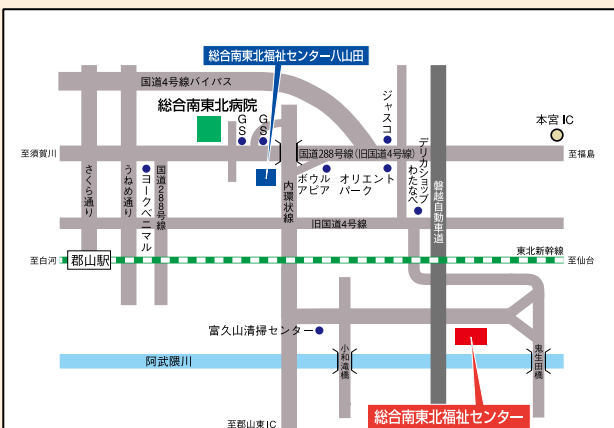 総合南東北福祉センター八山田
国道4号線バイパス
総合南東北病院
GS
GS
ジャスコ
本宮IC
至須賀川
国道288号線(旧国道4号線)
至福島
さくら通り
うねめ通り
ヨークベニマル
国道288号線
内環状線
ボウル
アピア
オリエント
パーク
デリカショップ
わたなべ
磐越自動車道
旧国道4号線
東北新幹線
至白河
郡山駅
至仙台
富久山清掃センター
小和滝橋
鬼生田橋
阿武隈川
総合南東北福祉センター
至郡山東IC